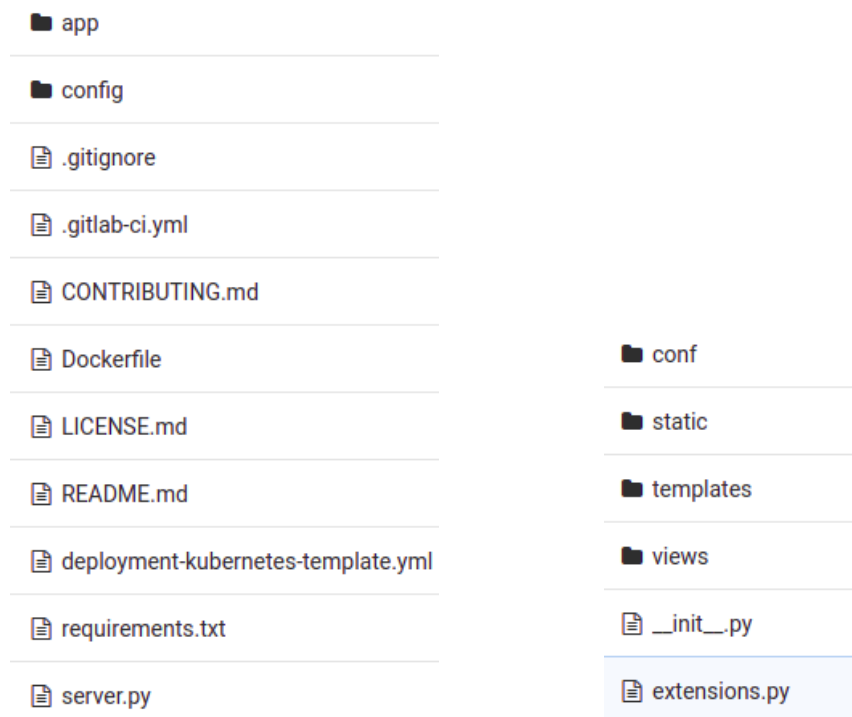 app
config
.gitignore
.gitlab-ci.yml
CONTRIBUTING.md
Dockerfile
LICENSE.md
README.md
deployment-kubernetes-template.yml
requirements.txt
server.py
conf
static
templates
views
__init__.py
extensions.py